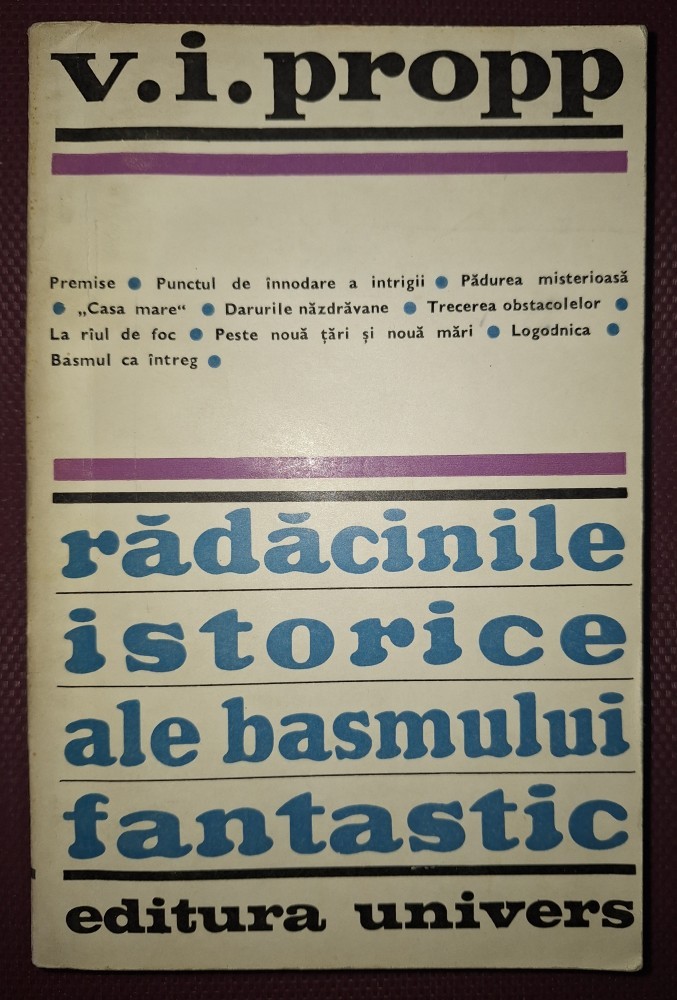 v.i.propp
Premise ● Punctul de înnodare a intrigii ● Pădurea misterioasă
● „Casa mare“ ● Darurile năzdrăvane ● Trecerea obstacolelor ●
La rîul de foc ● Peste nouă țări și nouă mări ● Logodnica ●
Basmul ca întreg ●
rădăcinile
istorice
ale basmului
fantastic
editura univers